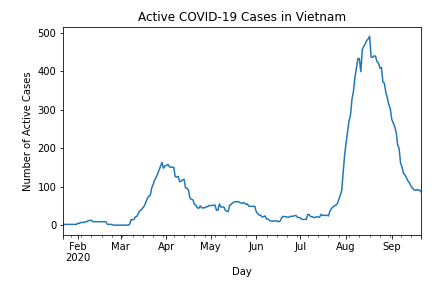 Active COVID-19 Cases in Vietnam
Number of Active Cases
500
400
300
200
100
0
Feb Mar Apr May Jun Jul Aug Sep
2020
Day